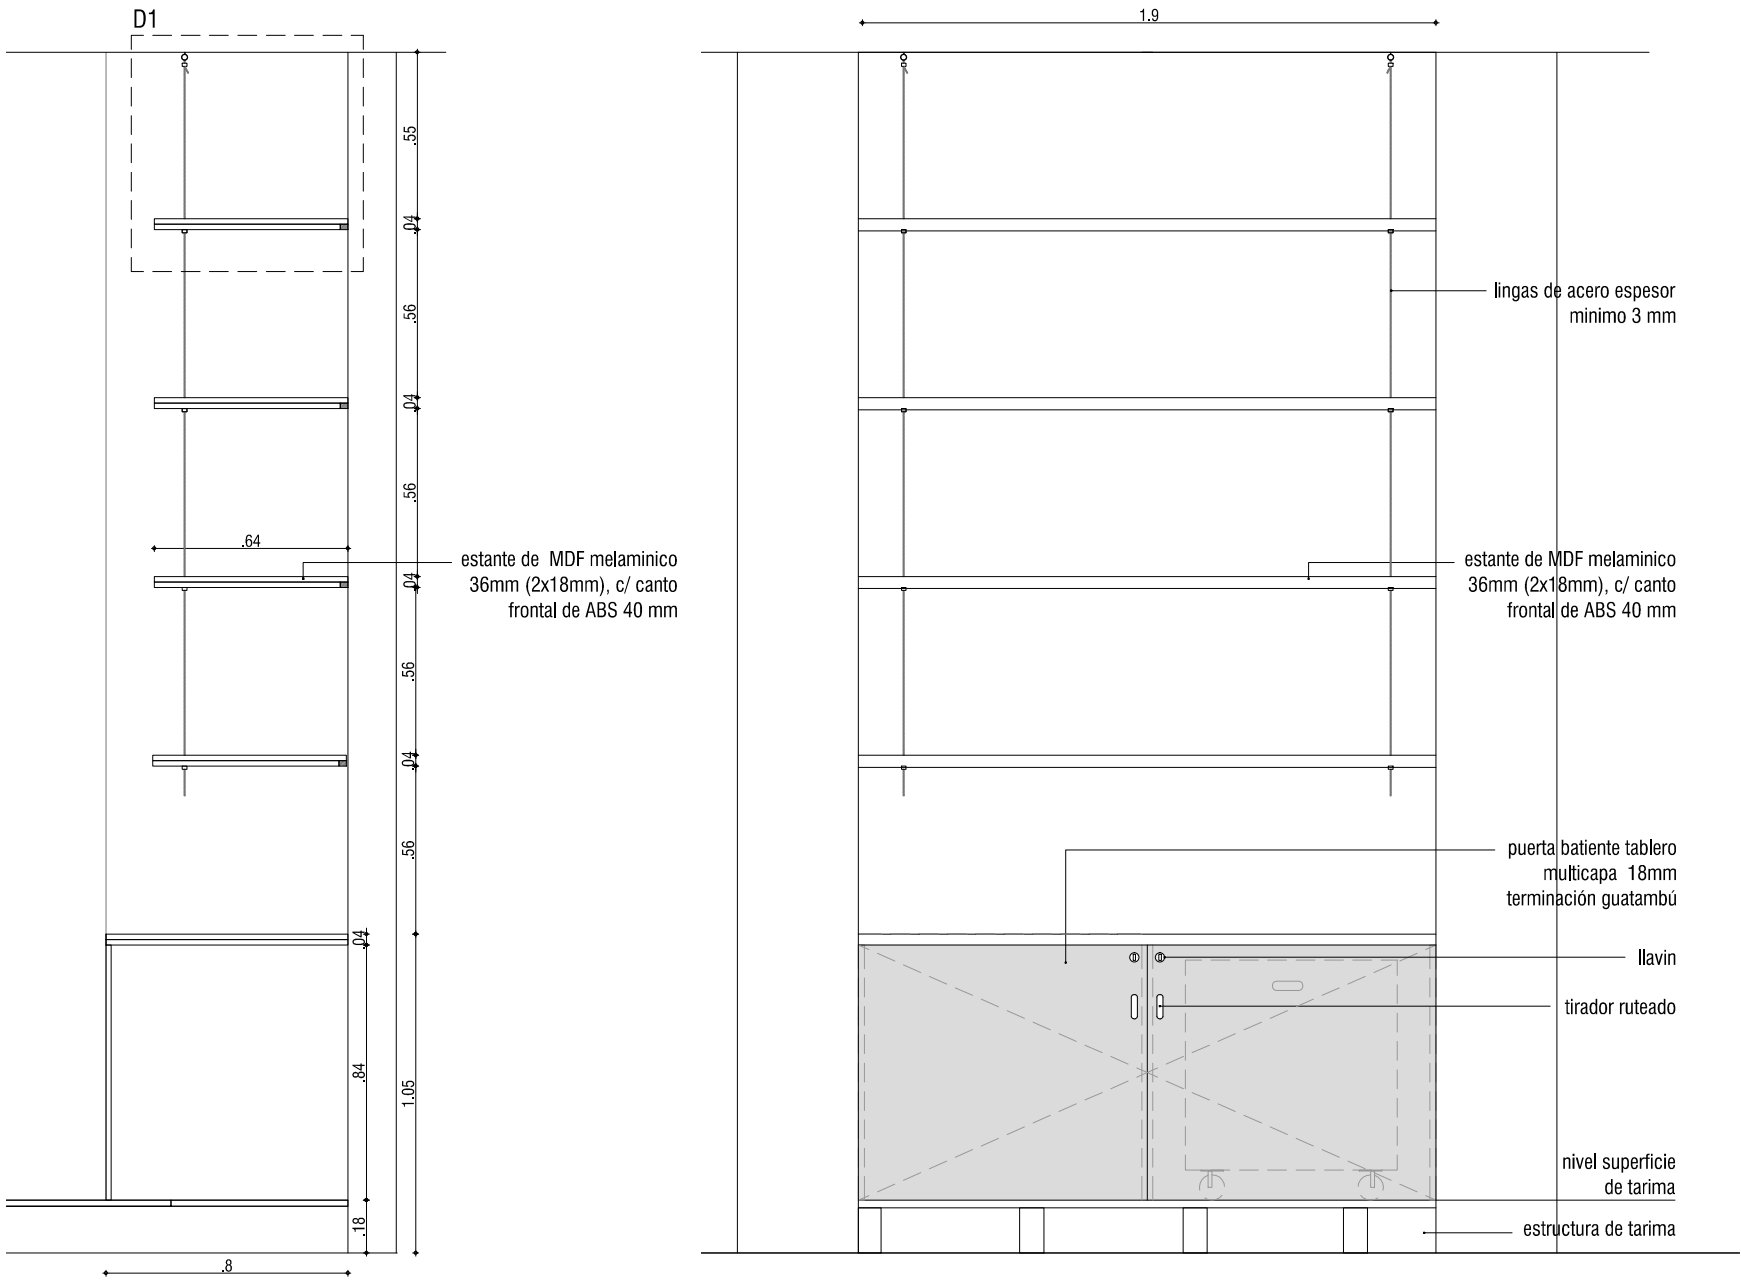 D1
.55
.04
.56
.04
.56
.64
.04
estante de MDF melaminico
36mm (2x18mm), c/ canto
frontal de ABS 40 mm
.56
.04
.56
.04
.84
1.05
.18
.8
1.9
lingas de acero espesor
minimo 3 mm
estante de MDF melaminico
36mm (2x18mm), c/ canto
frontal de ABS 40 mm
puerta batiente tablero
multicapa 18mm
terminación guatambú
llavin
tirador ruteado
nivel superficie
de tarima
estructura de tarima